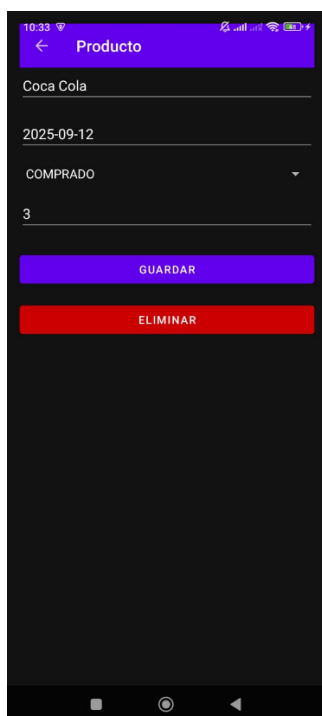 10:33
Producto
Coca Cola
2025-09-12
COMPRADO
3
GUARDAR
ELIMINAR